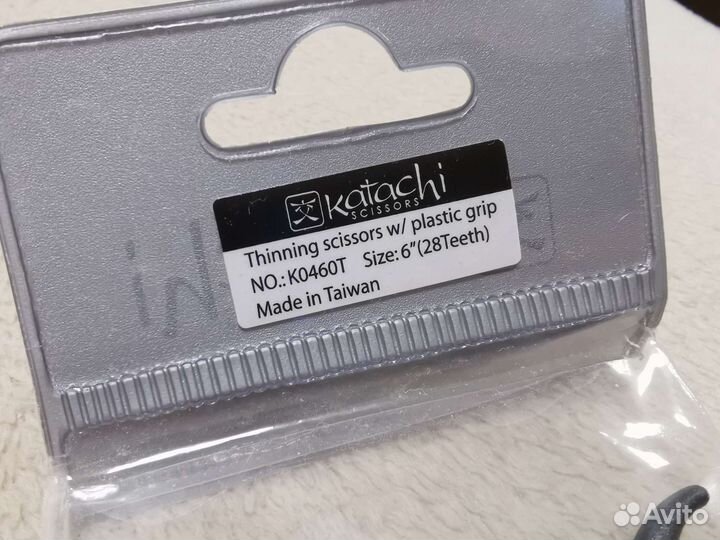 Katachi
SCISSORS
Thinning scissors w/ plastic grip
NO.: K0460T Size: 6"(28Teeth)
Made in Taiwan
Avito